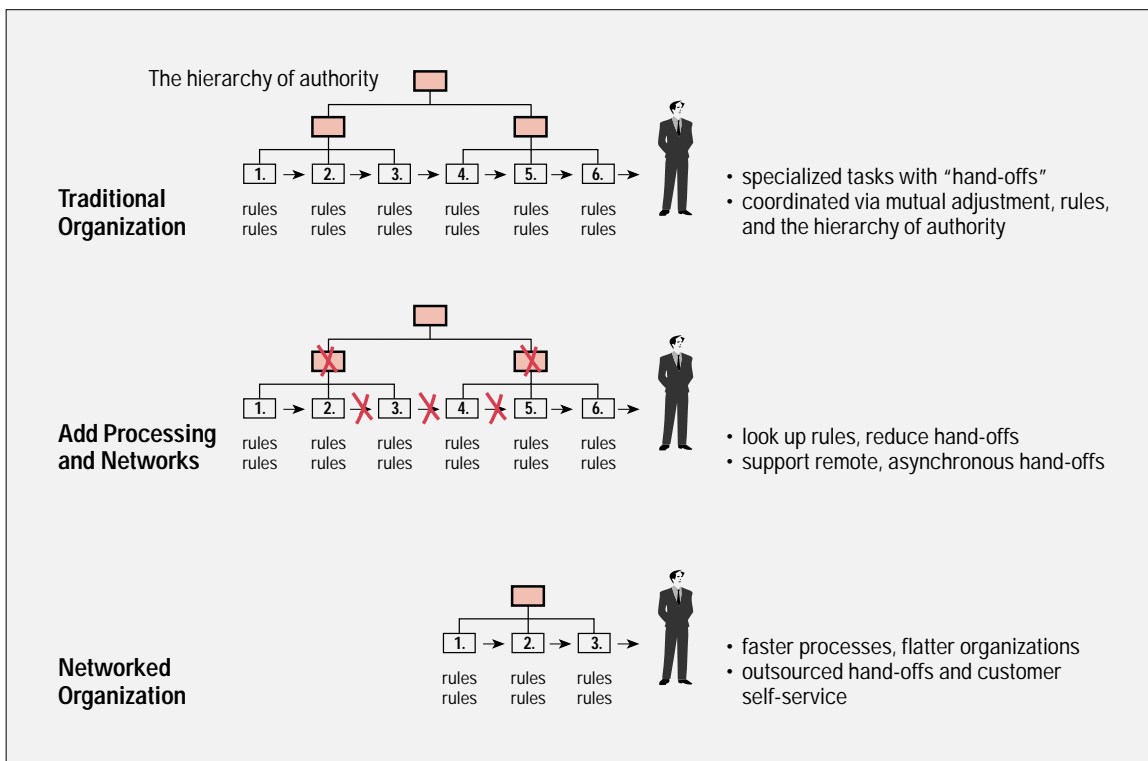 The hierarchy of authority
1. 2. 3. 4. 5. 6.
Traditional
Organization
rules rules rules rules rules rules
rules rules rules rules rules rules
• specialized tasks with “hand-offs”
• coordinated via mutual adjustment, rules,
and the hierarchy of authority
1. 2. 3. 4. 5. 6.
Add Processing
and Networks
rules rules rules rules rules rules
rules rules rules rules rules rules
• look up rules, reduce hand-offs
• support remote, asynchronous hand-offs
1. 2. 3.
Networked
Organization
rules rules rules
rules rules rules
• faster processes, flatter organizations
• outsourced hand-offs and customer
self-service